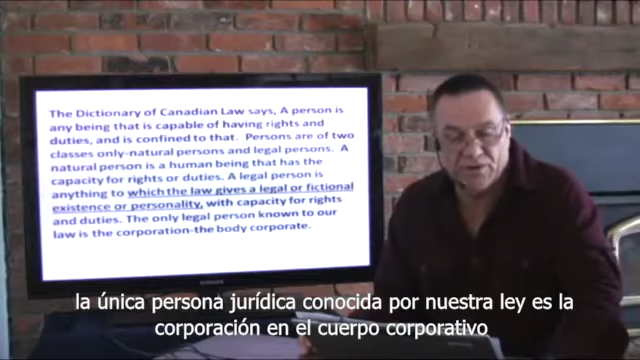 The Dictionary of Canadian Law says, A person is
any being that is capable of having rights and
duties, and is confined to that. Persons are of two
classes only-natural persons and legal persons. A
natural person is a human being that has the
capacity for rights or duties. A legal person is
anything to which the law gives a legal or fictional
existence or personality, with capacity for rights
and duties. The only legal person known to our
law is the corporation-the body corporate.
SAMSUNG
la única persona jurídica conocida por nuestra ley es la
corporación en el cuerpo corporativo